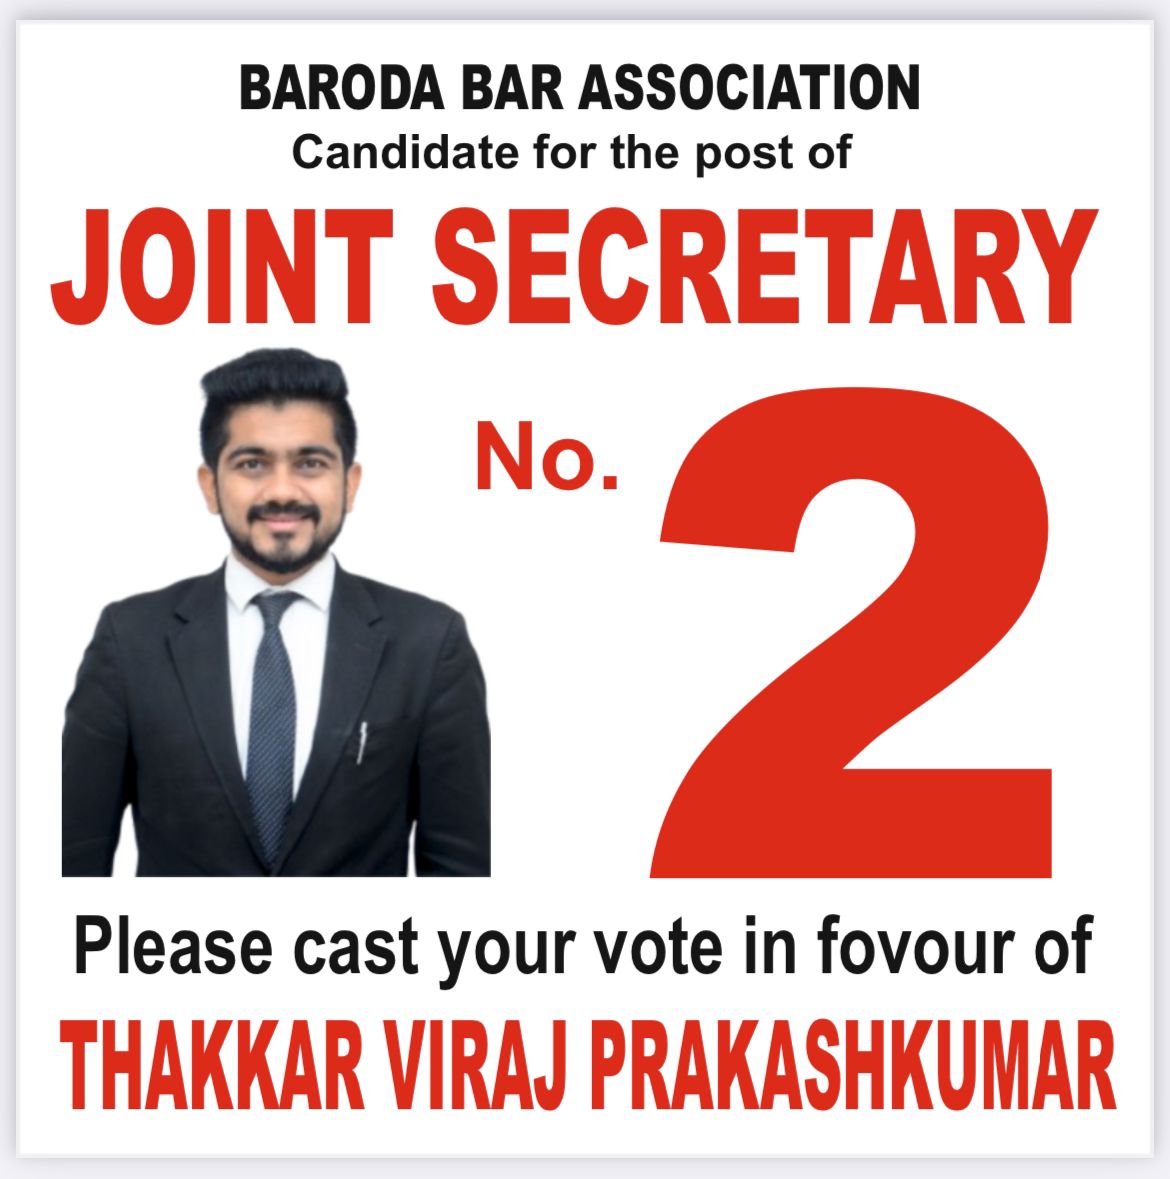 BARODA BAR ASSOCIATION
Candidate for the post of
JOINT SECRETARY
No. 2
Please cast your vote in fovour of
THAKKAR VIRAJ PRAKASHKUMAR